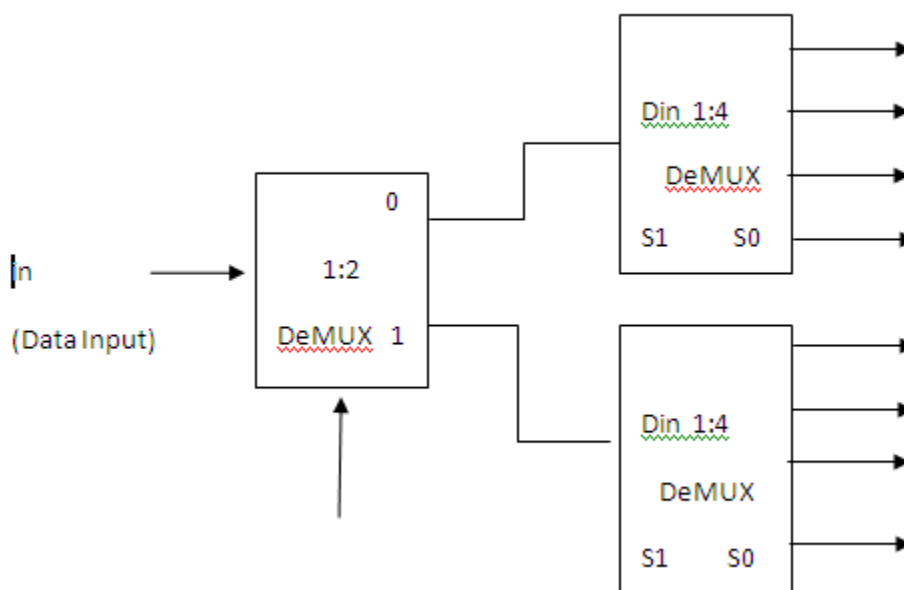 In
(Data Input)
0
1:2
DeMUX 1
Din 1:4
DeMUX
S1 S0
Din 1:4
DeMUX
S1 S0